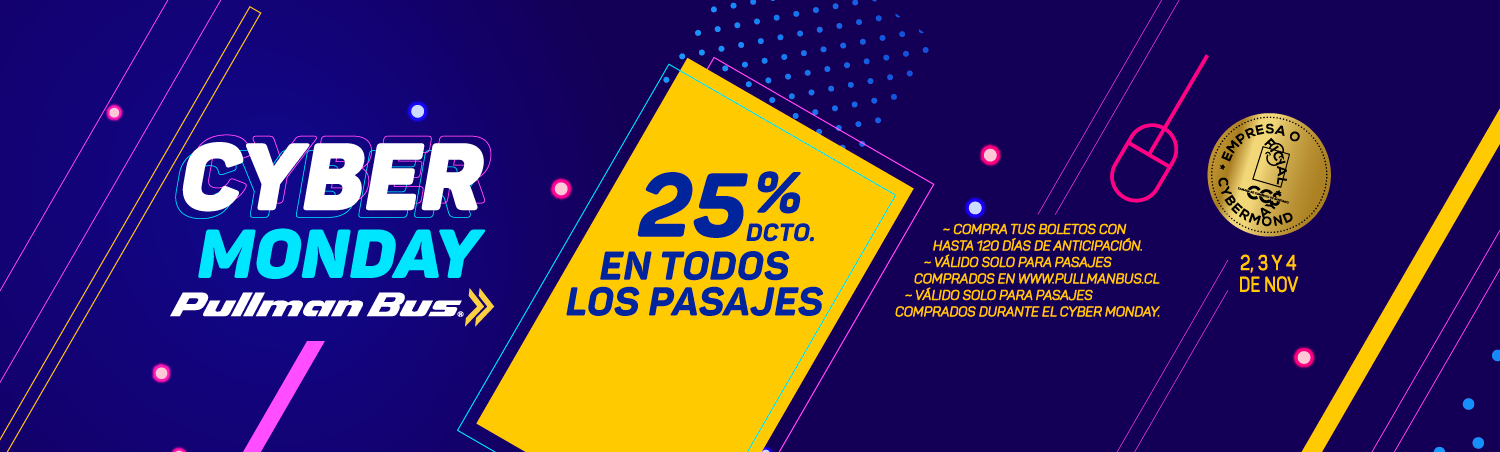 CYBER
MONDAY
Pullman Bus®
25%
DCTO.
EN TODOS
LOS PASAJES
~ COMPRA TUS BOLETOS CON
HASTA 120 DÍAS DE ANTICIPACIÓN.
~ VÁLIDO SOLO PARA PASAJES
COMPRADOS EN WWW.PULLMANBUS.CL
~ VÁLIDO SOLO PARA PASAJES
COMPRADOS DURANTE EL CYBER MONDAY.
EMPRESA O
CCS
CYBERMOND
2, 3 Y 4
DE NOV